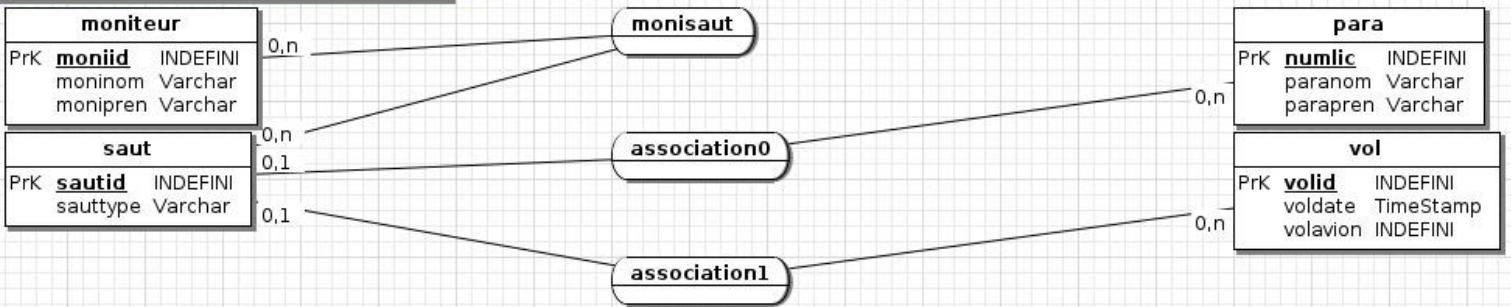 moniteur
PrK moniid INDEFINI
moninom Varchar
monipren Varchar
0,n
monisaut
para
PrK numlic INDEFINI
paranom Varchar
parapren Varchar
0,n
0,n
saut
PrK sautid INDEFINI
sauttype Varchar
0,1
0,1
association0
vol
PrK volid INDEFINI
voldate TimeStamp
volavion INDEFINI
0,n
association1